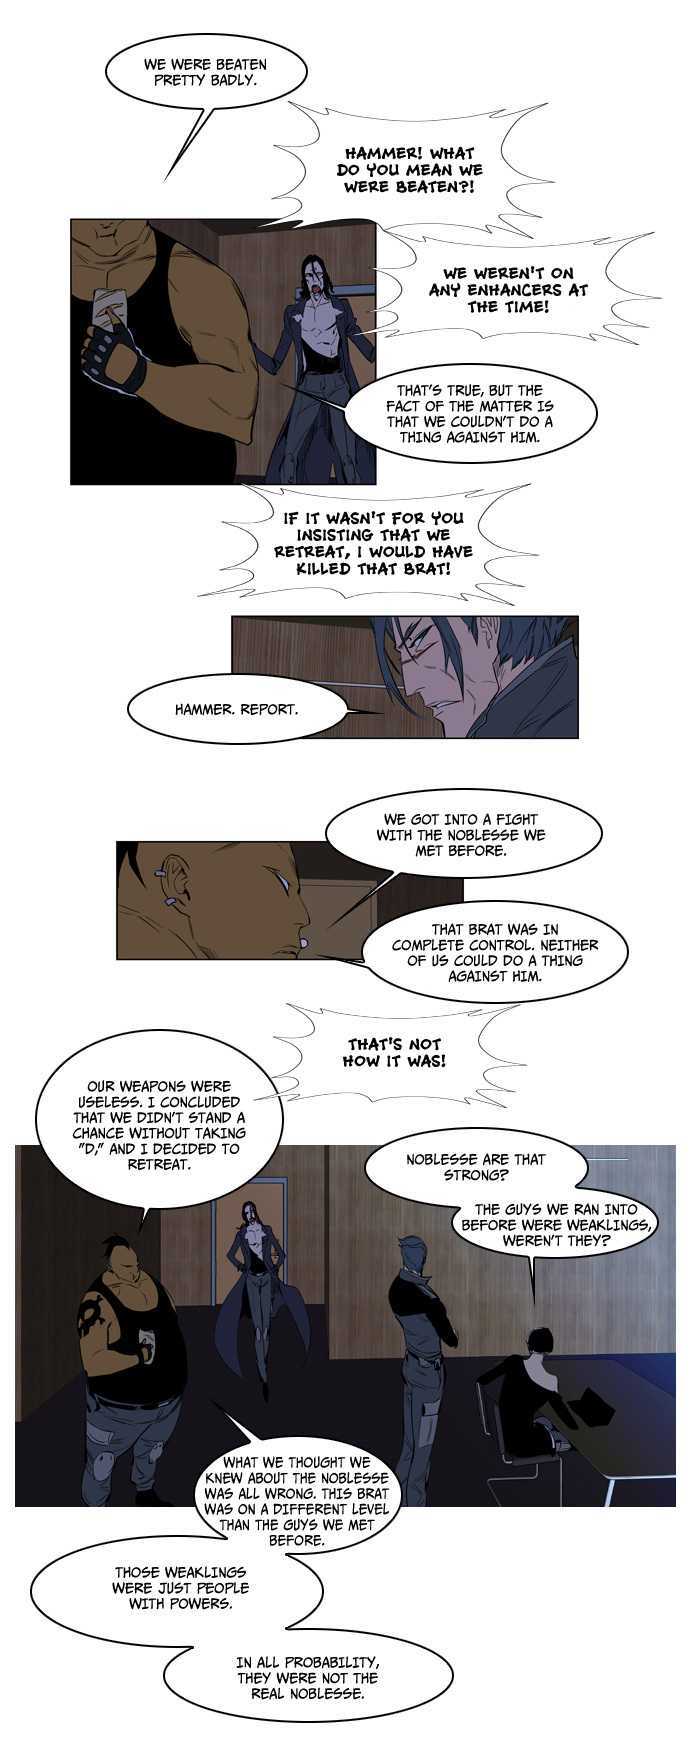 WE WERE BEATEN
PRETTY BADLY.
HAMMER! WHAT
DO YOU MEAN WE
WERE BEATEN?!
WE WEREN'T ON
ANY ENHANCERS AT
THE TIME!
THAT'S TRUE, BUT THE
FACT OF THE MATTER IS
THAT WE COULDN'T DO A
THING AGAINST HIM.
IF IT WASN'T FOR YOU
INSISTING THAT WE
RETREAT, I WOULD HAVE
KILLED THAT BRAT!
HAMMER. REPORT.
WE GOT INTO A FIGHT
WITH THE NOBLESSE WE
MET BEFORE.
THAT BRAT WAS IN
COMPLETE CONTROL. NEITHER
OF US COULD DO A THING
AGAINST HIM.
THAT'S NOT
HOW IT WAS!
OUR WEAPONS WERE
USELESS. I CONCLUDED
THAT WE DIDN'T STAND A
CHANCE WITHOUT TAKING
"D," AND I DECIDED TO
RETREAT.
NOBLESSE ARE THAT
STRONG?
THE GUYS WE RAN INTO
BEFORE WERE WEAKLINGS,
WEREN'T THEY?
WHAT WE THOUGHT WE
KNEW ABOUT THE NOBLESSE
WAS ALL WRONG. THIS BRAT
WAS ON A DIFFERENT LEVEL
THAN THE GUYS WE MET
BEFORE.
THOSE WEAKLINGS
WERE JUST PEOPLE
WITH POWERS.
IN ALL PROBABILITY,
THEY WERE NOT THE
REAL NOBLESSE.